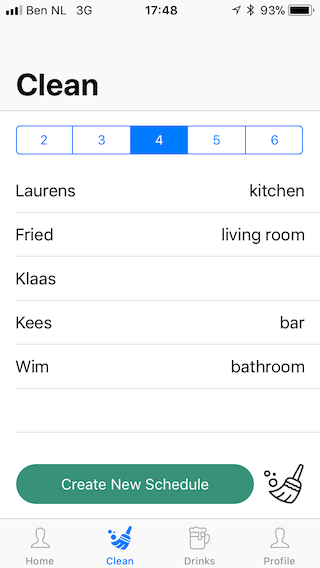 Ben NL 3G 17:48 93%
Clean
2 3 4 5 6
Laurens kitchen
Fried living room
Klaas
Kees bar
Wim bathroom
Create New Schedule
Home Clean Drinks Profile